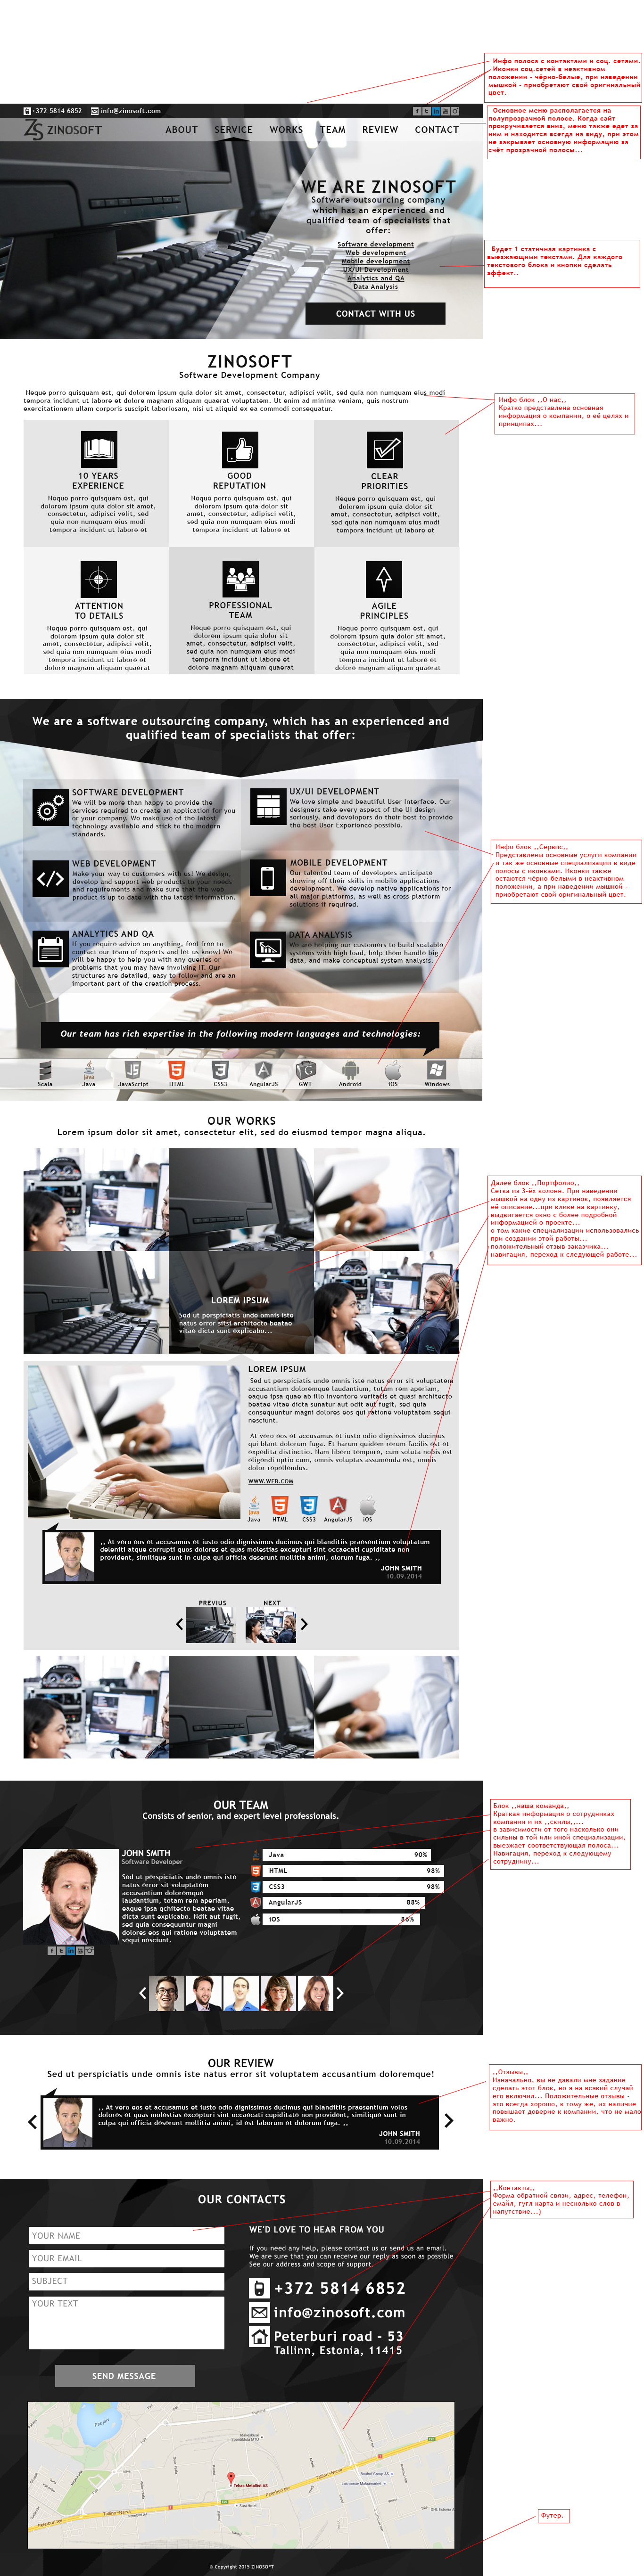 Инфо полоса с контактами и соц. сетями.
Иконки соц.сетей в неактивном
положении - чёрно-белые, при наведении
мышкой - приобретают свой оригинальный
цвет.
+372 5814 6852
info@zinosoft.com
ZINOSOFT
ABOUT SERVICE WORKS TEAM REVIEW CONTACT
Основное меню располагается на
полупрозрачной полосе. Когда сайт
прокручивается вниз, меню также едет за
ним и находится всегда на виду, при этом
не закрывает основную информацию за
счёт прозрачной полосы...
WE ARE ZINOSOFT
Software outsourcing company
which has an experienced and
qualified team of specialists that
offer:
Software development
Web development
Mobile development
UX/UI Development
Analytics and QA
Data Analysis
CONTACT WITH US
Будет 1 статичная картинка с
выезжающими текстами. Для каждого
текстового блока и кнопки сделать
эффект..
ZINOSOFT
Software Development Company
Neque porro quisquam est, qui dolorem ipsum quia dolor sit amet, consectetur, adipisci velit, sed quia non numquam eius modi
tempora incidunt ut labore et dolore magnam aliquam quaerat voluptatem. Ut enim ad minima veniam, quis nostrum
exercitationem ullam corporis suscipit laboriosam, nisi ut aliquid ex ea commodi consequatur.
Инфо блок ,,О нас,,
Кратко представлена основная
информация о компании, о её целях и
принципах...
10 YEARS
EXPERIENCE
Neque porro quisquam est, qui
dolorem ipsum quia dolor sit amet,
consectetur, adipisci velit, sed
quia non numquam eius modi
tempora incidunt ut labore et
GOOD
REPUTATION
Neque porro quisquam est, qui
dolorem ipsum quia dolor sit
amet, consectetur, adipisci velit,
sed quia non numquam eius modi
tempora incidunt ut labore et
CLEAR
PRIORITIES
Neque porro quisquam est, qui
dolorem ipsum quia dolor sit
amet, consectetur, adipisci velit,
sed quia non numquam eius modi
tempora incidunt ut labore et
ATTENTION
TO DETAILS
Neque porro quisquam est, qui
dolorem ipsum quia dolor sit
amet, consectetur, adipisci velit,
sed quia non numquam eius modi
tempora incidunt ut labore et
dolore magnam aliquam quaerat
PROFESSIONAL
TEAM
Neque porro quisquam est, qui
dolorem ipsum quia dolor sit
amet, consectetur, adipisci velit,
sed quia non numquam eius modi
tempora incidunt ut labore et
dolore magnam aliquam quaerat
AGILE
PRINCIPLES
Neque porro quisquam est, qui
dolorem ipsum quia dolor sit amet,
consectetur, adipisci velit, sed
quia non numquam eius modi
tempora incidunt ut labore et
dolore magnam aliquam quaerat
We are a software outsourcing company, which has an experienced and
qualified team of specialists that offer:
SOFTWARE DEVELOPMENT
We will be more than happy to provide the
services required to create an application for you
or your company. We make use of the latest
technology available and stick to the modern
standards.
UX/UI DEVELOPMENT
We love simple and beautiful User Interface. Our
designers take every aspect of the UI design
seriously, and developers do their best to provide
the best User Experience possible.
WEB DEVELOPMENT
Make your way to customers with us! We design,
develop and support web products to your needs
and requirements and make sure that the web
product is up to date with the latest information.
MOBILE DEVELOPMENT
Our talented team of developers anticipate
showing off their skills in mobile applications
development. We develop native applications for
all major platforms, as well as cross-platform
solutions if required.
ANALYTICS AND QA
If you require advice on anything, feel free to
contact our team of experts and let us know! We
will be happy to help you with any queries or
problems that you may have involving IT. Our
structures are detailed, easy to follow and are an
important part of the creation process.
DATA ANALYSIS
We are helping our customers to build scalable
systems with high load, help them handle big
data, and make conceptual system analysis.
Инфо блок ,,Сервис,,
Представлены основные услуги компании
и так же основные специализации в виде
полосы с иконками. Иконки также
остаются чёрно-белыми в неактивном
положении, а при наведении мышкой -
приобретают свой оригинальный цвет.
Our team has rich expertise in the following modern languages and technologies:
Scala Java JavaScript HTML CSS3 AngularJS GWT Android iOS Windows
OUR WORKS
Lorem ipsum dolor sit amet, consectetur elit, sed do eiusmod tempor magna aliqua.
Далее блок ,,Портфолио,,
Сетка из 3-ёх колонн. При наведении
мышкой на одну из картинок, появляется
её описание...при клике на картинку,
выдвигается окно с более подробной
информацией о проекте...
о том какие специализации использовались
при создании этой работы...
положительный отзыв заказчика...
навигация, переход к следующей работе...
LOREM IPSUM
Sed ut perspiciatis unde omnis iste
natus error sitsi architecto beatae
vitae dicta sunt explicabo...
LOREM IPSUM
Sed ut perspiciatis unde omnis iste natus error sit voluptatem
accusantium doloremque laudantium, totam rem aperiam,
eaque ipsa quae ab illo inventore veritatis et quasi architecto
beatae vitae dicta sunatur aut odit aut fugit, sed quia
consequuntur magni dolores eos qui ratione voluptatem sequi
nesciunt.
At vero eos et accusamus et iusto odio dignissimos ducimus
qui blant dolorum fuga. Et harum quidem rerum facilis est et
expedita distinctio. Nam libero tempore, cum soluta nobis est
eligendi optio cum, omnis voluptas assumenda est, omnis
dolor repellendus.
WWW.WEB.COM
Java HTML CSS3 AngularJS iOS
,, At vero eos et accusamus et iusto odio dignissimos ducimus qui blanditiis praesentium voluptatum
deleniti atque corrupti quos dolores et quas molestias excepturi sint occaecati cupiditate non
provident, similique sunt in culpa qui officia deserunt mollitia animi, olorum fuga. ,,
JOHN SMITH
10.09.2014
PREVIUS NEXT
OUR TEAM
Consists of senior, and expert level professionals.
Блок ,,наша команда,,
Краткая информация о сотрудниках
компании и их ,,скилы,,...
в зависимости от того насколько они
сильны в той или иной специализации,
выезжает соответствующая полоса...
Навигация, переход к следующему
сотруднику...
JOHN SMITH
Software Developer
Sed ut perspiciatis unde omnis iste
natus error sit voluptatem
accusantium doloremque
laudantium, totam rem aperiam,
eaque ipsa qchitecto beatae vitae
dicta sunt explicabo. Hdit aut fugit,
sed quia consequuntur magni
dolores eos qui ratione voluptatem
sequi nesciunt.
Java 90%
HTML 98%
CSS3 98%
AngularJS 88%
iOS 86%
OUR REVIEW
Sed ut perspiciatis unde omnis iste natus error sit voluptatem accusantium doloremque!
,, At vero eos et accusamus et iusto odio dignissimos ducimus qui blanditiis praesentium volos
dolores et quas molestias excepturi sint occaecati cupiditate non provident, similique sunt in
culpa qui officia deserunt mollitia animi, id est laborum et dolorum fuga. ,,
JOHN SMITH
10.09.2014
,,Отзывы,,
Изначально, вы не давали мне задание
сделать этот блок, но я на всякий случай
его включил... Положительные отзывы -
это всегда хорошо, к тому же, их наличие
повышает доверие к компании, что не мало
важно.
OUR CONTACTS
,,Контакты,,
Форма обратной связи, адрес, телефон,
емайл, гугл карта и несколько слов в
напутствие...)
YOUR NAME
YOUR EMAIL
SUBJECT
YOUR TEXT
SEND MESSAGE
WE'D LOVE TO HEAR FROM YOU
If you need any help, please contact us or send us an email.
We are sure that you can receive our reply as soon as possible
See our address and scope of support.
+372 5814 6852
info@zinosoft.com
Peterburi road - 53
Tallinn, Estonia, 11415
Tallinn-Narva
Peterburi tee
Футер.
© Copyright 2015 ZINOSOFT